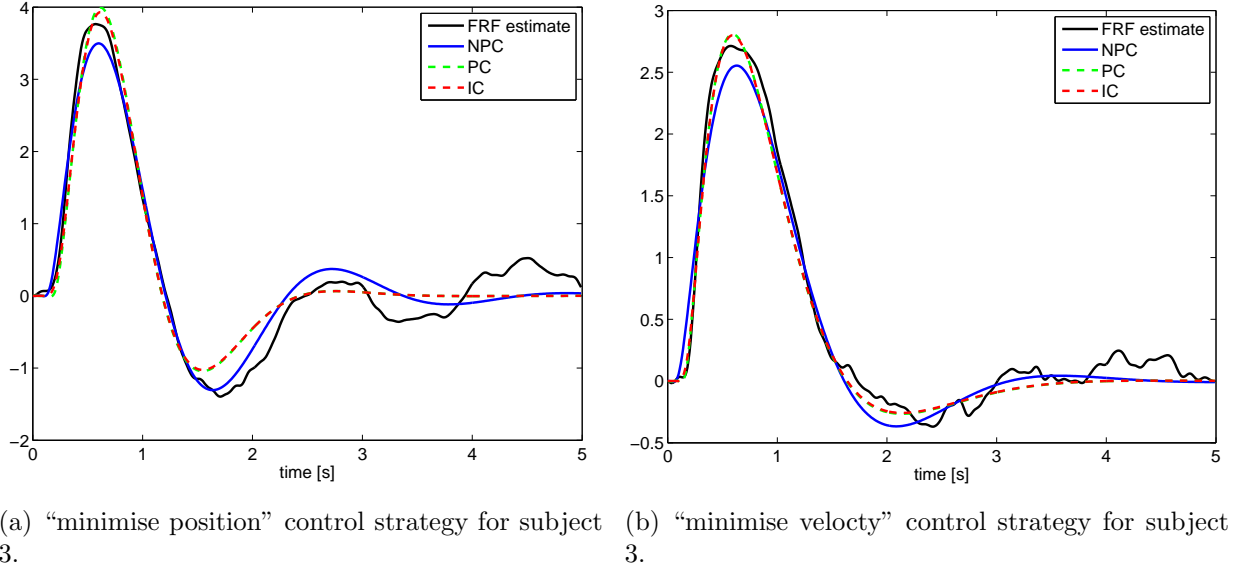 4
3
2
1
0
−1
−2
0
1
2
3
4
5
time [s]
FRF estimate
NPC
PC
IC
3
2.5
2
1.5
1
0.5
0
−0.5
0
1
2
3
4
5
time [s]
FRF estimate
NPC
PC
IC
(a) “minimise position” control strategy for subject
3.
(b) “minimise velocty” control strategy for subject
3.